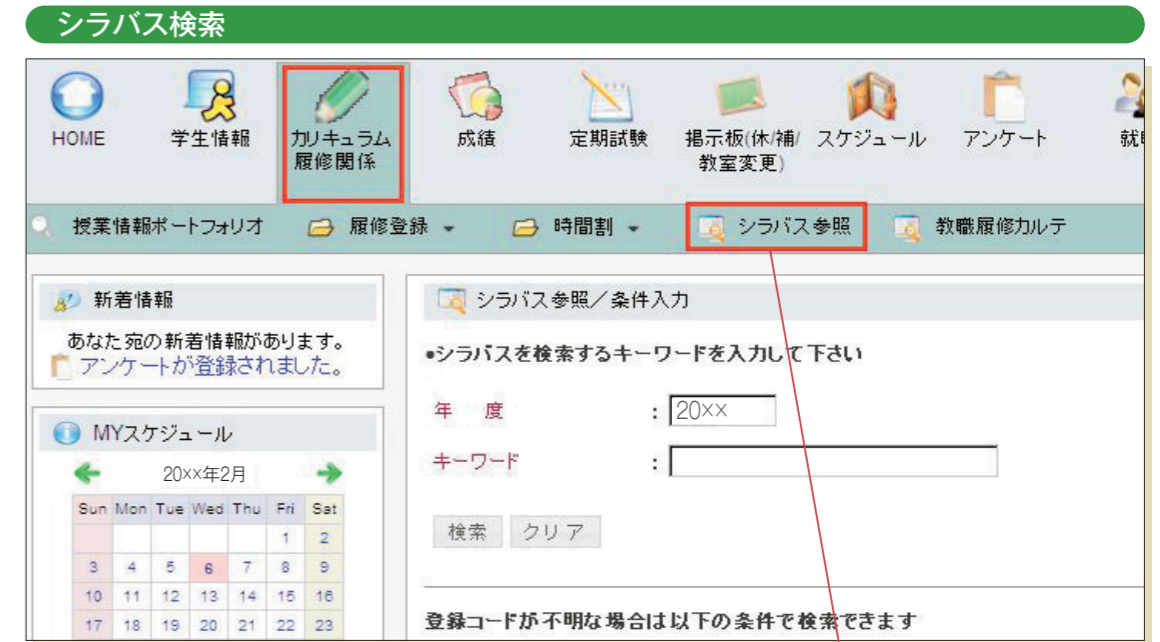 シラバス検索
HOME
学生情報
カリキュラム
履修関係
成績
定期試験
掲示板(休/補/
教室変更)
スケジュール
アンケート
授業情報ポートフォリオ
履修登録
時間割
シラバス参照
教職履修カルテ
新着情報
あなた宛の新着情報があります。
アンケートが登録されました。
MYスケジュール
20××年2月
Sun Mon Tue Wed Thu Fri Sat
1 2
3 4 5 6 7 8 9
10 11 12 13 14 15 16
17 18 19 20 21 22 23
シラバス参照／条件入力
•シラバスを検索するキーワードを入力して下さい
年 度 : 20××
キーワード :
検索 クリア
登録コードが不明な場合は以下の条件で検索できます